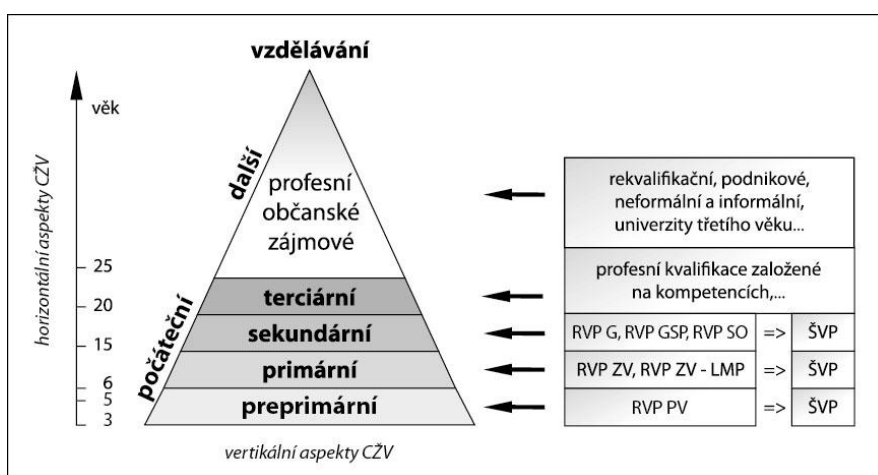 vzdělávání
věk
horizontální aspekty CŽV
25
20
15
6
5
3
další
počáteční
profesní
občanské
zájmové
terciární
sekundární
primární
preprimární
vertikální aspekty CŽV
rekvalifikační, podnikové,
neformální a informální,
univerzity třetího věku...
profesní kvalifikace založené
na kompetencích,...
RVP G, RVP GSP, RVP SO => ŠVP
RVP ZV, RVP ZV - LMP => ŠVP
RVP PV => ŠVP